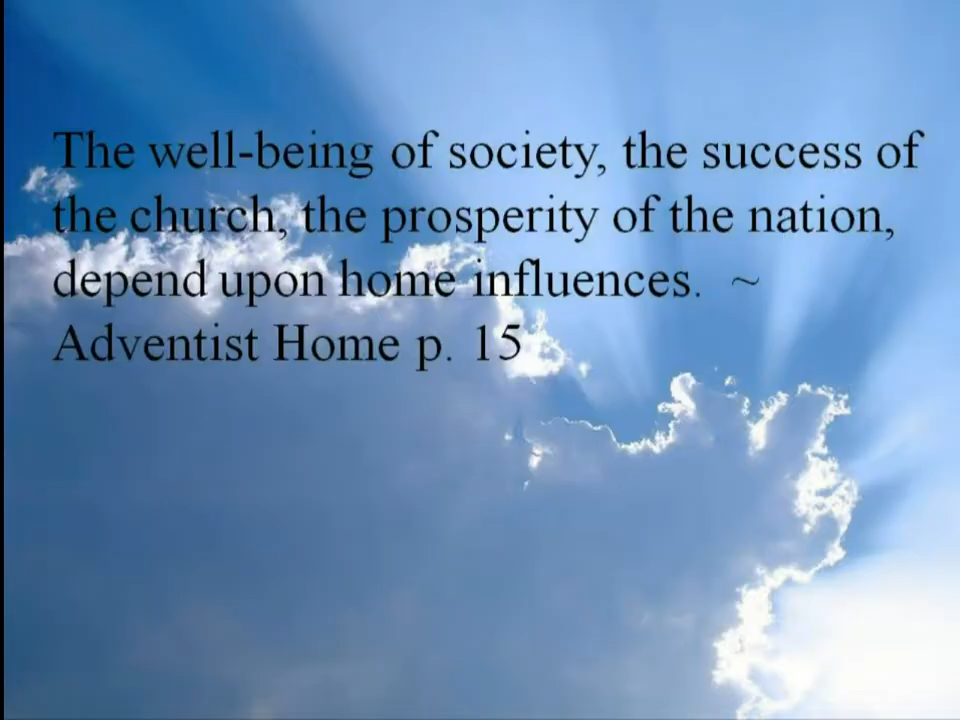 The well-being of society, the success of
the church, the prosperity of the nation,
depend upon home influences.  ~
Adventist Home p. 15